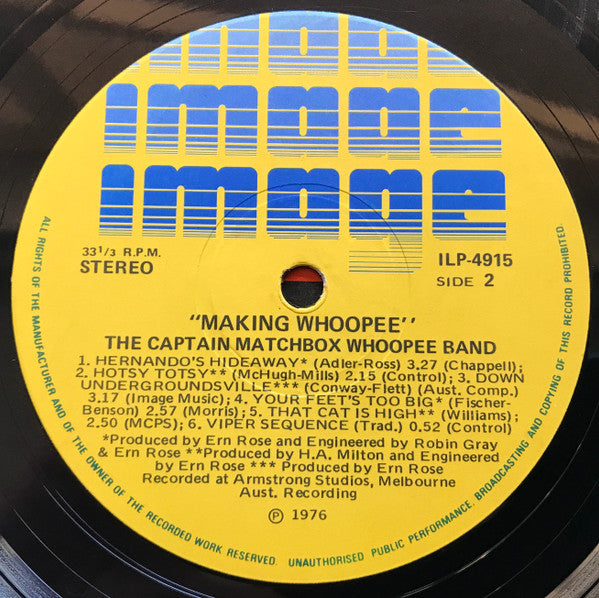 image
image
image
33 1/3 R.P.M.
STEREO
ILP-4915
SIDE 2
"MAKING WHOOPEE"
THE CAPTAIN MATCHBOX WHOOPEE BAND
1. HERNANDO'S HIDEAWAY* (Adler-Ross) 3.27 (Chappell);
2. HOTSY TOTSY** (McHugh-Mills) 2.15 (Control); 3. DOWN
UNDERGROUNDSVILLE*** (Conway-Flett) (Aust. Comp.)
3.17 (Image Music); 4. YOUR FEET'S TOO BIG* (Fischer-
Benson) 2.57 (Morris); 5. THAT CAT IS HIGH** (Williams);
2.50 (MCPS); 6. VIPER SEQUENCE (Trad.) 0.52 (Control)
*Produced by Ern Rose and Engineered by Robin Gray
& Ern Rose **Produced by H.A. Milton and Engineered
by Ern Rose *** Produced by Ern Rose
Recorded at Armstrong Studios, Melbourne
Aust. Recording
℗ 1976
ALL RIGHTS OF THE MANUFACTURER AND OF THE OWNER OF THE RECORDED WORK RESERVED. UNAUTHORISED PUBLIC PERFORMANCE, BROADCASTING AND COPYING OF THIS RECORD PROHIBITED.